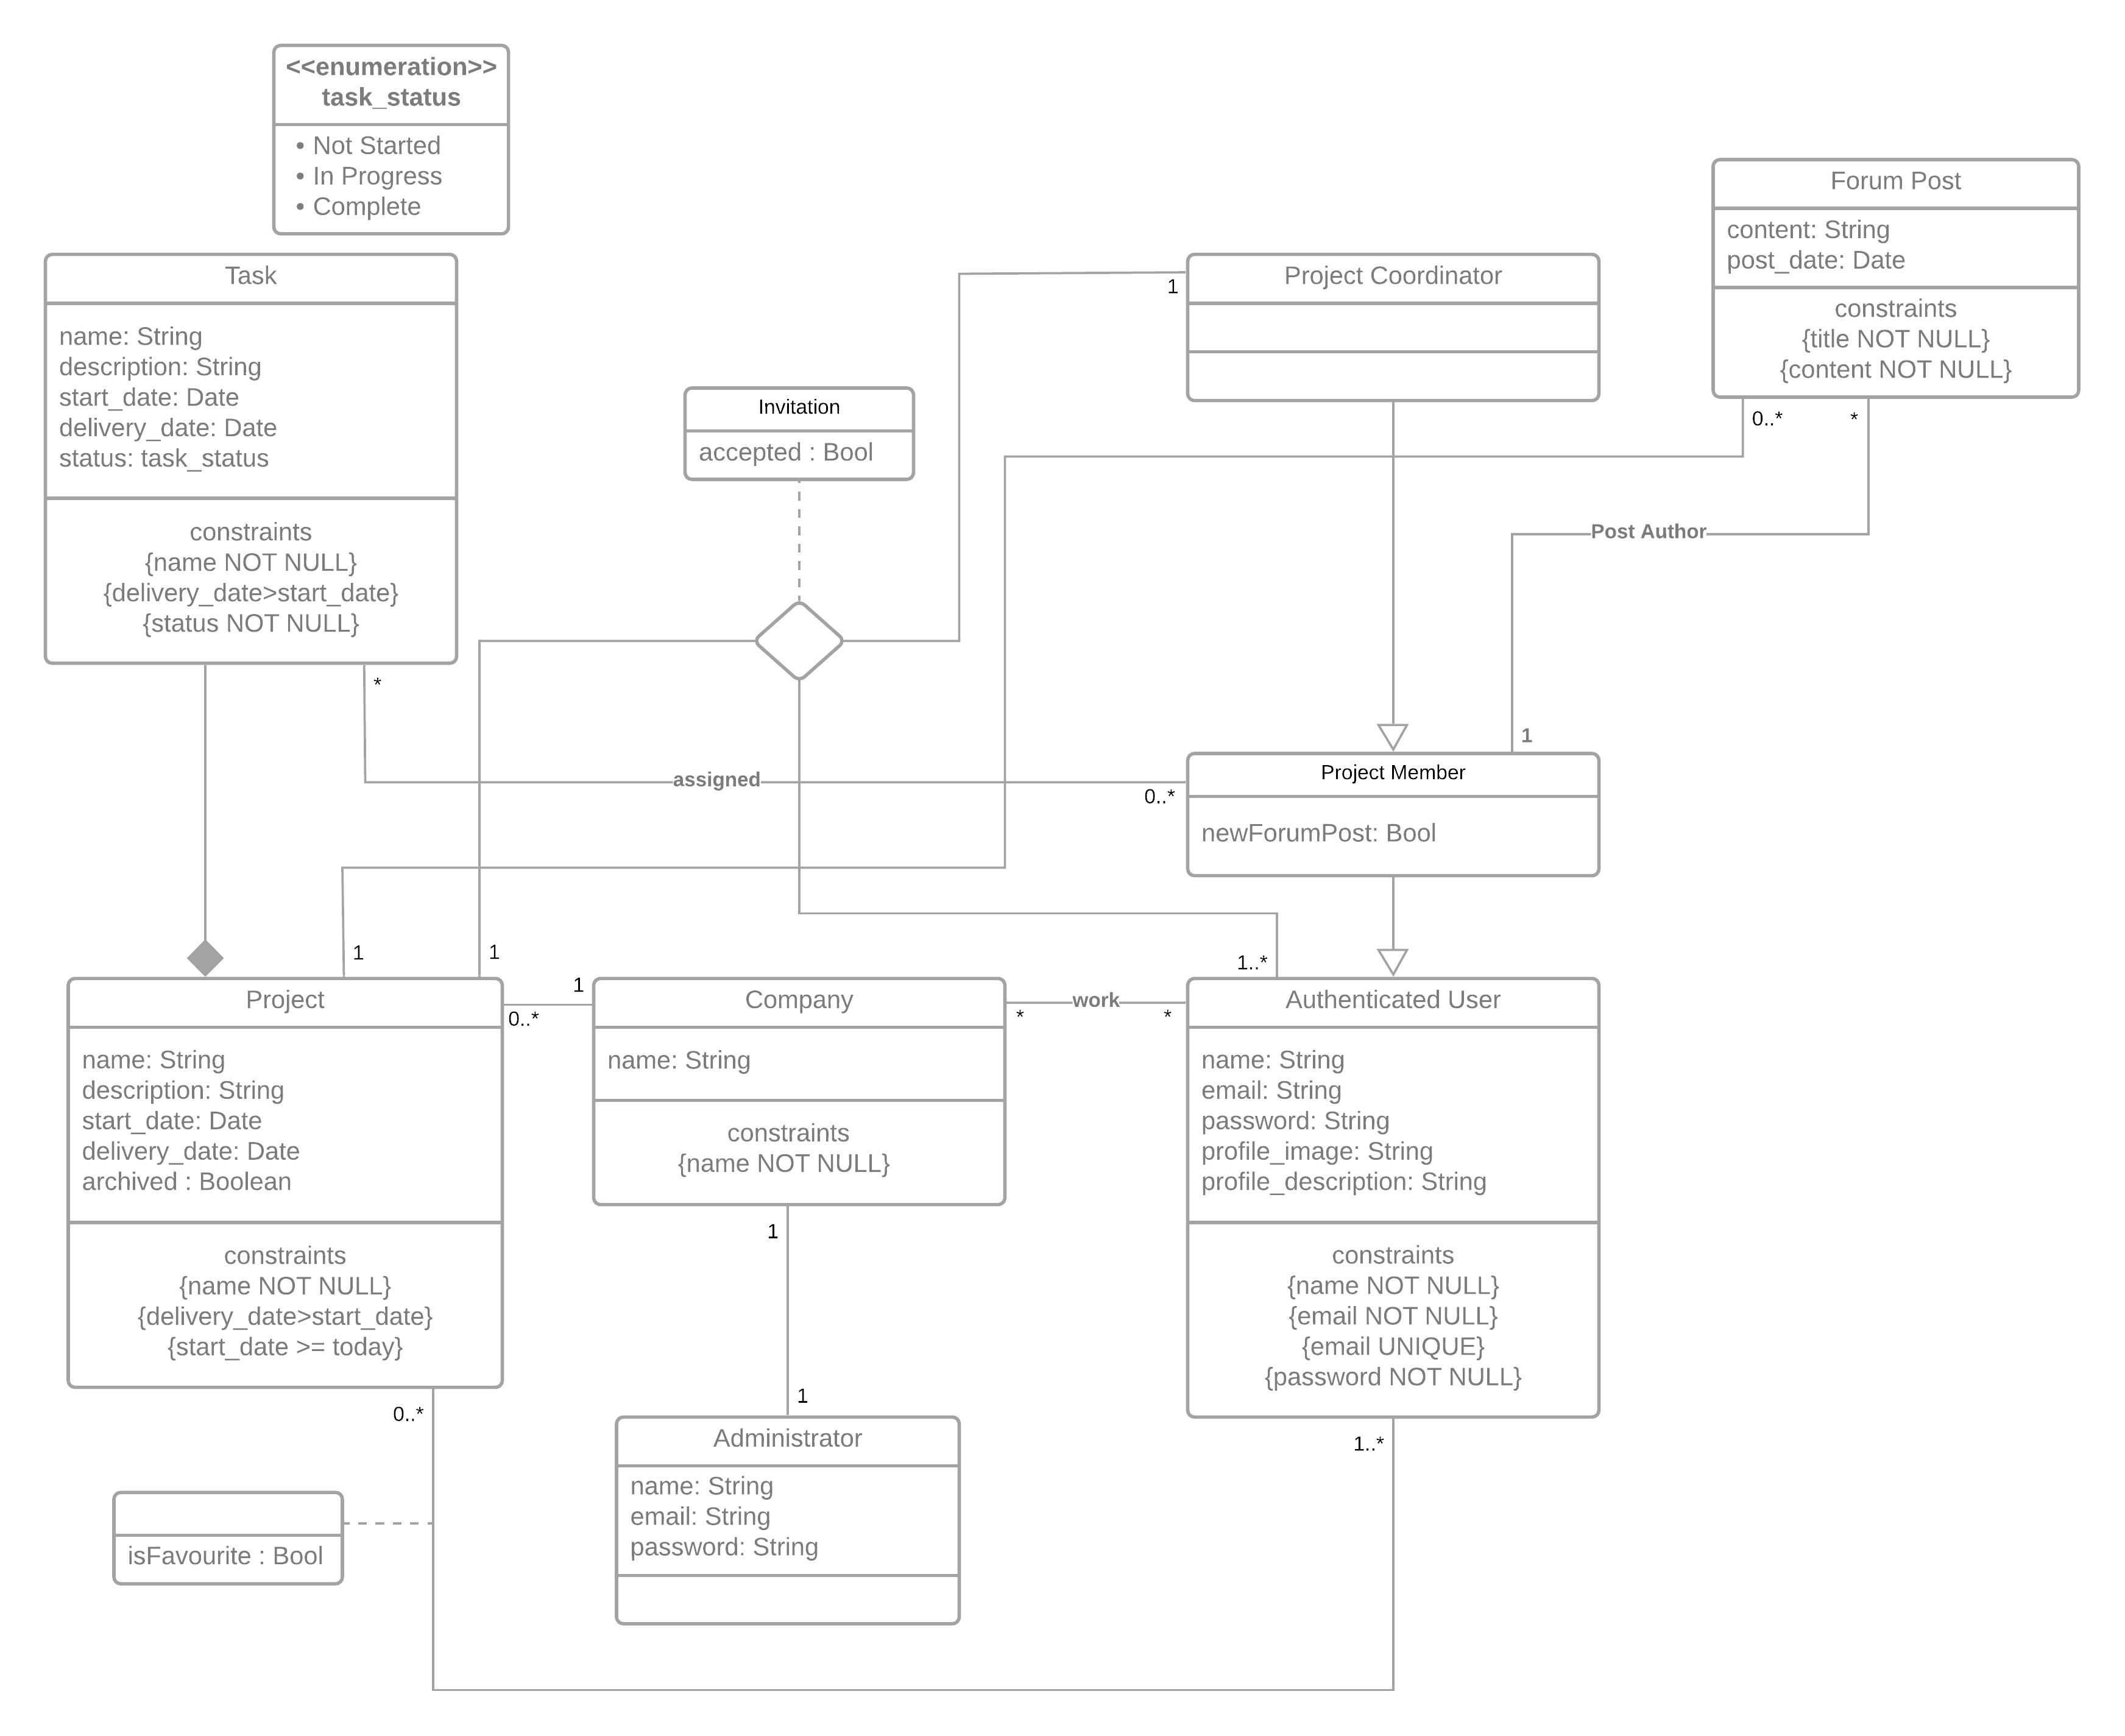 <<enumeration>>
task_status
• Not Started
• In Progress
• Complete
Task
name: String
description: String
start_date: Date
delivery_date: Date
status: task_status
constraints
{name NOT NULL}
{delivery_date>start_date}
{status NOT NULL}
*
Invitation
accepted : Bool
Project Coordinator
1
Forum Post
content: String
post_date: Date
constraints
{title NOT NULL}
{content NOT NULL}
0..*
*
Post Author
1
assigned
0..*
Project Member
newForumPost: Bool
1
1
Project
name: String
description: String
start_date: Date
delivery_date: Date
archived : Boolean
constraints
{name NOT NULL}
{delivery_date>start_date}
{start_date >= today}
1
0..*
Company
name: String
constraints
{name NOT NULL}
*
work
*
1..*
Authenticated User
name: String
email: String
password: String
profile_image: String
profile_description: String
constraints
{name NOT NULL}
{email NOT NULL}
{email UNIQUE}
{password NOT NULL}
1
1
Administrator
name: String
email: String
password: String
0..*
1..*
isFavourite : Bool